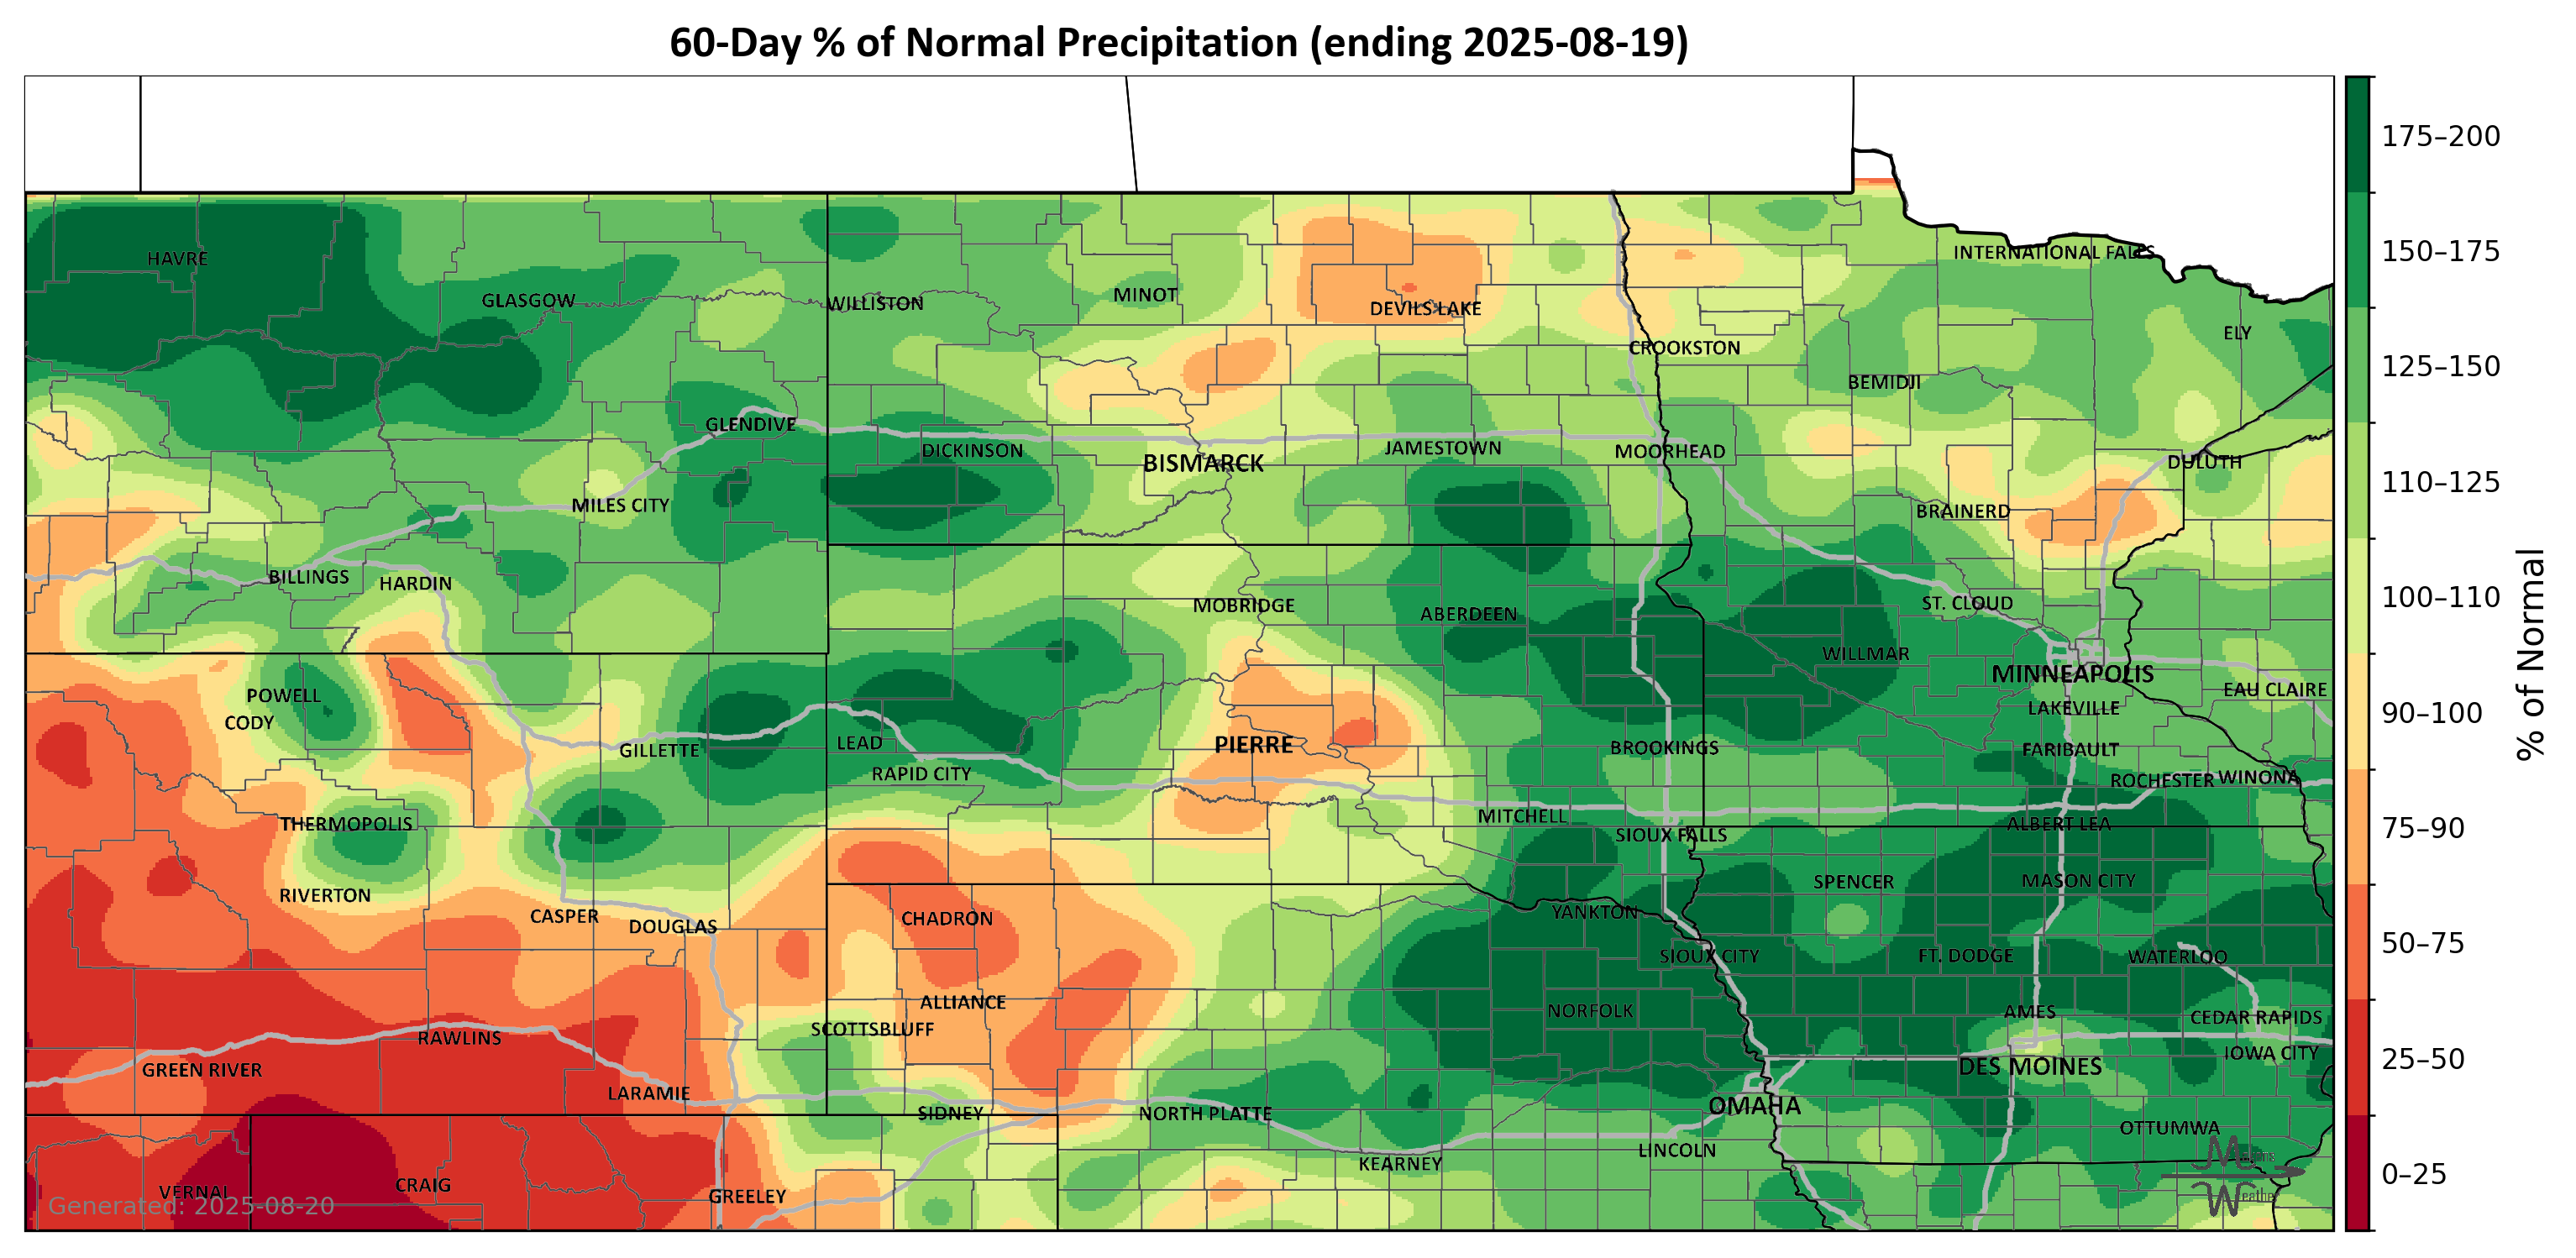 60-Day % of Normal Precipitation (ending 2025-08-19)
175–200
HAVRE
INTERNATIONAL FALLS
150–175
GLASGOW
WILLISTON
MINOT
DEVILS LAKE
ELY
CROOKSTON
125–150
BEMIDJI
GLENDIVE
DICKINSON
BISMARCK
JAMESTOWN
MOORHEAD
DULUTH
110–125
MILES CITY
BRAINERD
BILLINGS
HARDIN
MOBRIDGE
ABERDEEN
ST. CLOUD
100–110
WILLMAR
MINNEAPOLIS
% of Normal
POWELL
EAU CLAIRE
CODY
LAKEVILLE
90–100
GILLETTE
LEAD
PIERRE
BROOKINGS
FARIBAULT
RAPID CITY
ROCHESTER
WINONA
THERMOPOLIS
MITCHELL
SIOUX FALLS
ALBERT LEA
75–90
RIVERTON
SPENCER
MASON CITY
CASPER
DOUGLAS
CHADRON
YANKTON
50–75
SIOUX CITY
FT. DODGE
WATERLOO
ALLIANCE
NORFOLK
AMES
CEDAR RAPIDS
RAWLINS
SCOTTSBLUFF
IOWA CITY
25–50
GREEN RIVER
DES MOINES
LARAMIE
SIDNEY
NORTH PLATTE
OMAHA
OTTUMWA
KEARNEY
LINCOLN
0–25
VERNAL
CRAIG
GREELEY
Generated: 2025-08-20